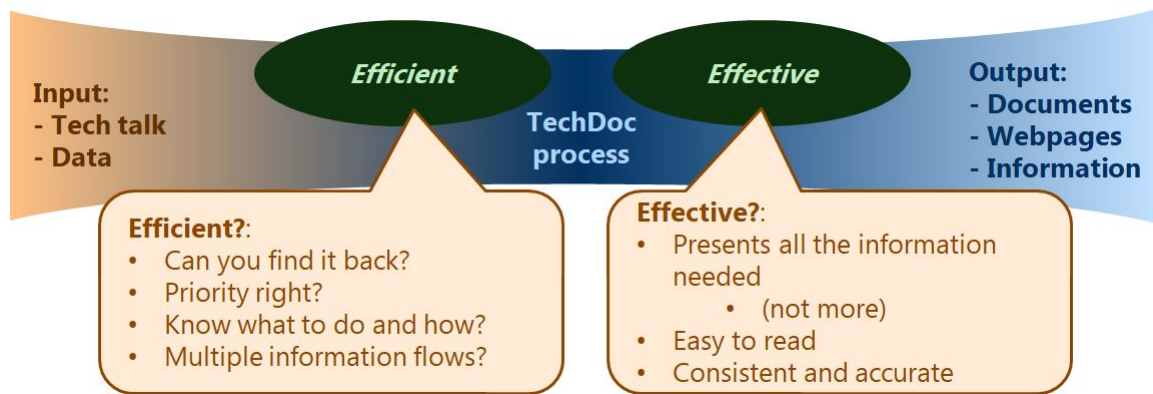 Efficient
Effective
Input:
- Tech talk
- Data
TechDoc
process
Output:
- Documents
- Webpages
- Information
Efficient?:
• Can you find it back?
• Priority right?
• Know what to do and how?
• Multiple information flows?
Effective?:
• Presents all the information
needed
• (not more)
• Easy to read
• Consistent and accurate